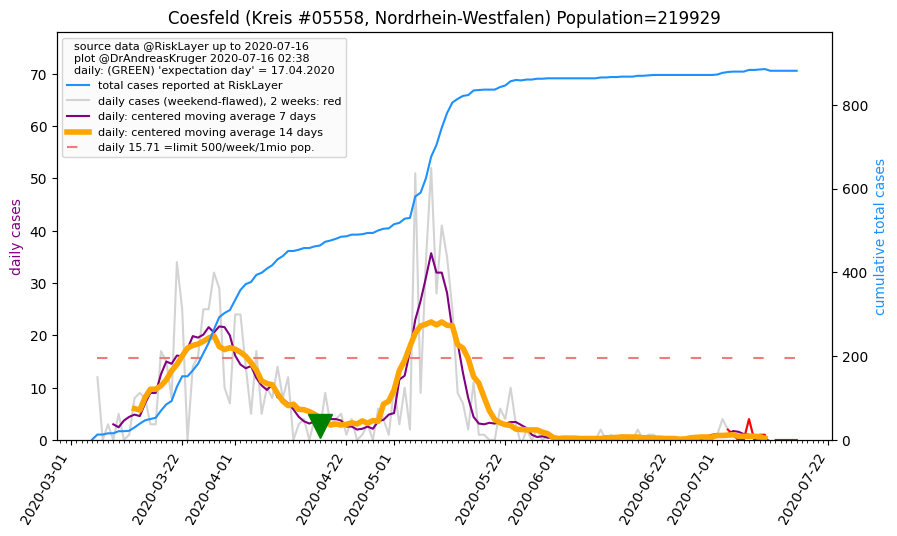 Coesfeld (Kreis #05558, Nordrhein-Westfalen) Population=219929
source data @RiskLayer up to 2020-07-16
plot @DrAndreasKruger 2020-07-16 02:38
daily: (GREEN) 'expectation day' = 17.04.2020
total cases reported at RiskLayer
daily cases (weekend-flawed), 2 weeks: red
daily: centered moving average 7 days
daily: centered moving average 14 days
daily 15.71 =limit 500/week/1mio pop.
daily cases
70
60
50
40
30
20
10
0
cumulative total cases
800
600
400
200
0
2020-03-01
2020-03-22
2020-04-01
2020-04-22
2020-05-01
2020-05-22
2020-06-01
2020-06-22
2020-07-01
2020-07-22